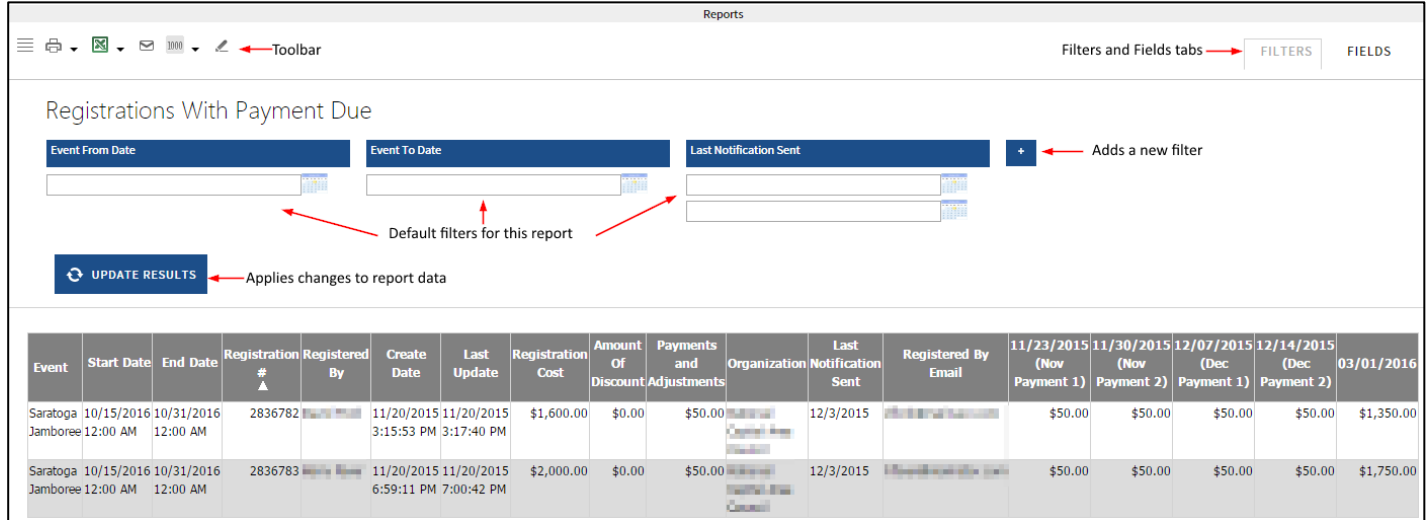 Reports
1000
Toolbar
Filters and Fields tabs
FILTERS
FIELDS
Registrations With Payment Due
Event From Date
Event To Date
Last Notification Sent
+
Adds a new filter
Default filters for this report
UPDATE RESULTS
Applies changes to report data
Event
Start Date
End Date
Registration
#
Registered
By
Create
Date
Last
Update
Registration
Cost
Amount
Of
Discount
Payments
and
Adjustments
Organization
Last
Notification
Sent
Registered By
Email
11/23/2015
(Nov
Payment 1)
11/30/2015
(Nov
Payment 2)
12/07/2015
(Dec
Payment 1)
12/14/2015
(Dec
Payment 2)
03/01/2016
Saratoga
Jamboree
10/15/2016
12:00 AM
10/31/2016
12:00 AM
2836782
11/20/2015
3:15:53 PM
11/20/2015
3:17:40 PM
$1,600.00
$0.00
$50.00
12/3/2015
$50.00
$50.00
$50.00
$50.00
$1,350.00
Saratoga
Jamboree
10/15/2016
12:00 AM
10/31/2016
12:00 AM
2836783
11/20/2015
6:59:11 PM
11/20/2015
7:00:42 PM
$2,000.00
$0.00
$50.00
12/3/2015
$50.00
$50.00
$50.00
$50.00
$1,750.00